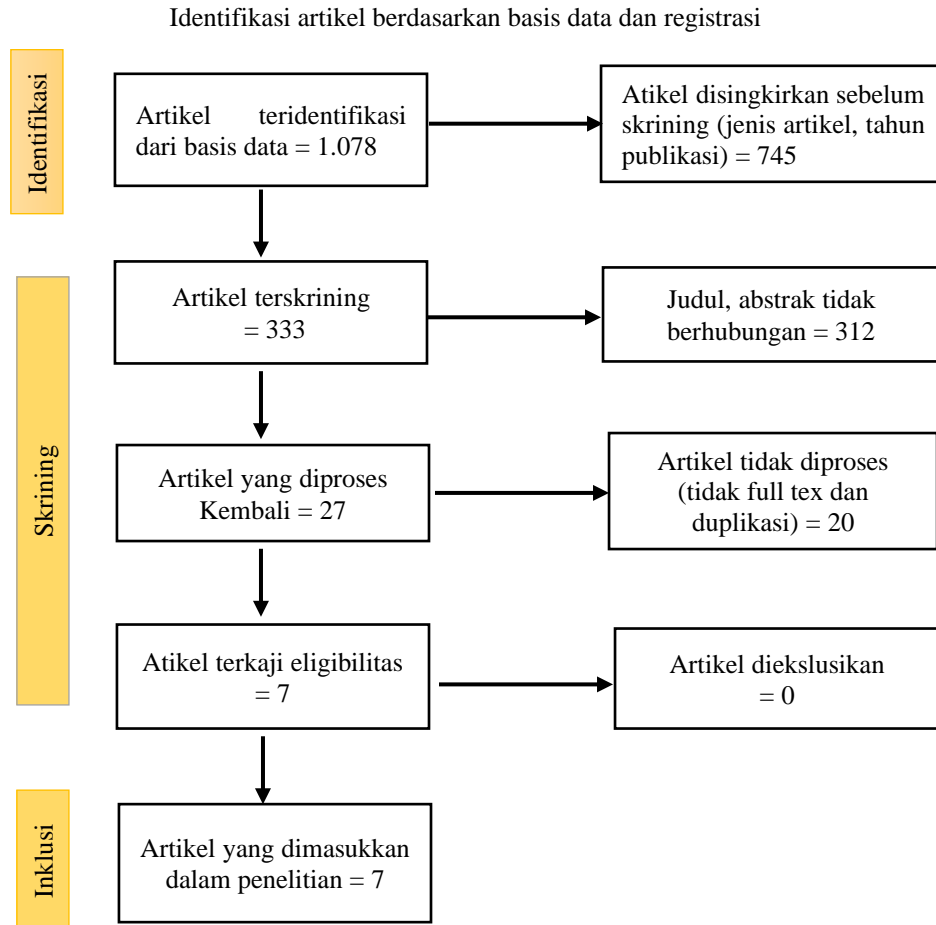 Identifikasi artikel berdasarkan basis data dan registrasi
Identifikasi
Artikel teridentifikasi
dari basis data = 1.078
Atikel disingkirkan sebelum
skrining (jenis artikel, tahun
publikasi) = 745
Skrining
Artikel terskrining
= 333
Judul, abstrak tidak
berhubungan = 312
Artikel yang diproses
Kembali = 27
Artikel tidak diproses
(tidak full tex dan
duplikasi) = 20
Atikel terkaji eligibilitas
= 7
Artikel diekslusikan
= 0
Inklusi
Artikel yang dimasukkan
dalam penelitian = 7